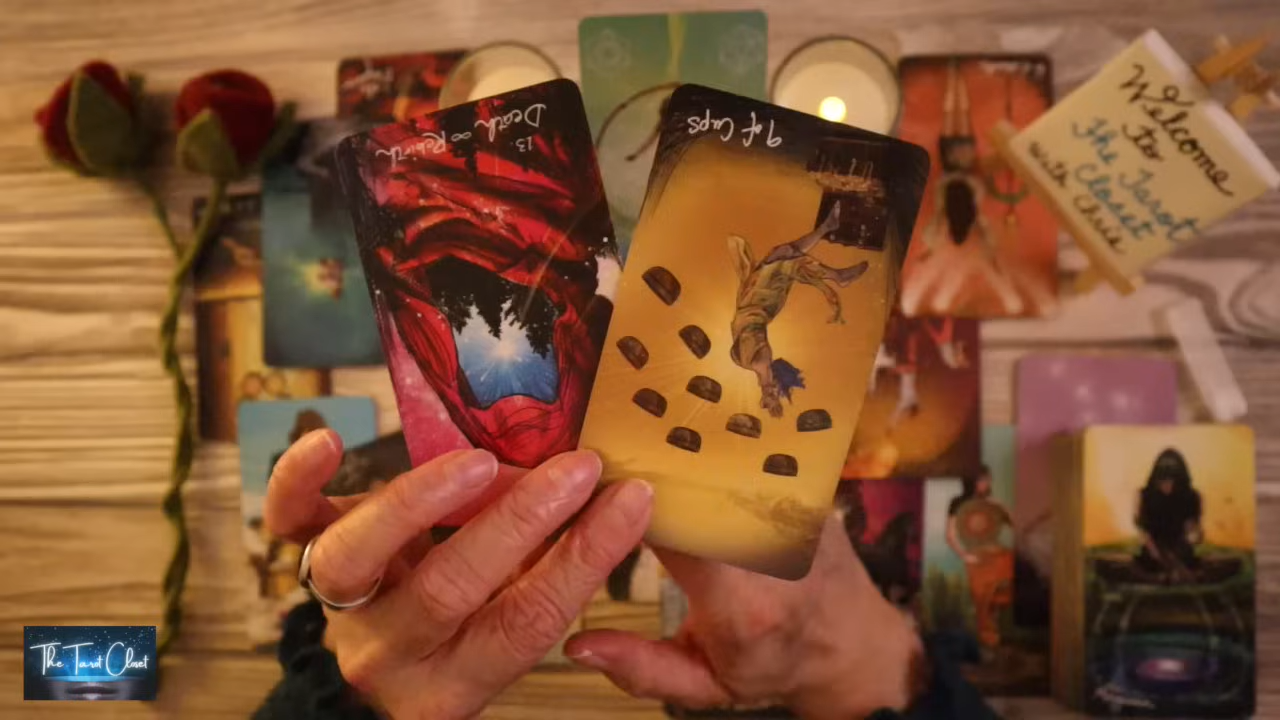 13.
Death ∞ Rebirth
9 of Cups
Welcome
to
The Tarot
Closet
with Chris
The Tarot Closet